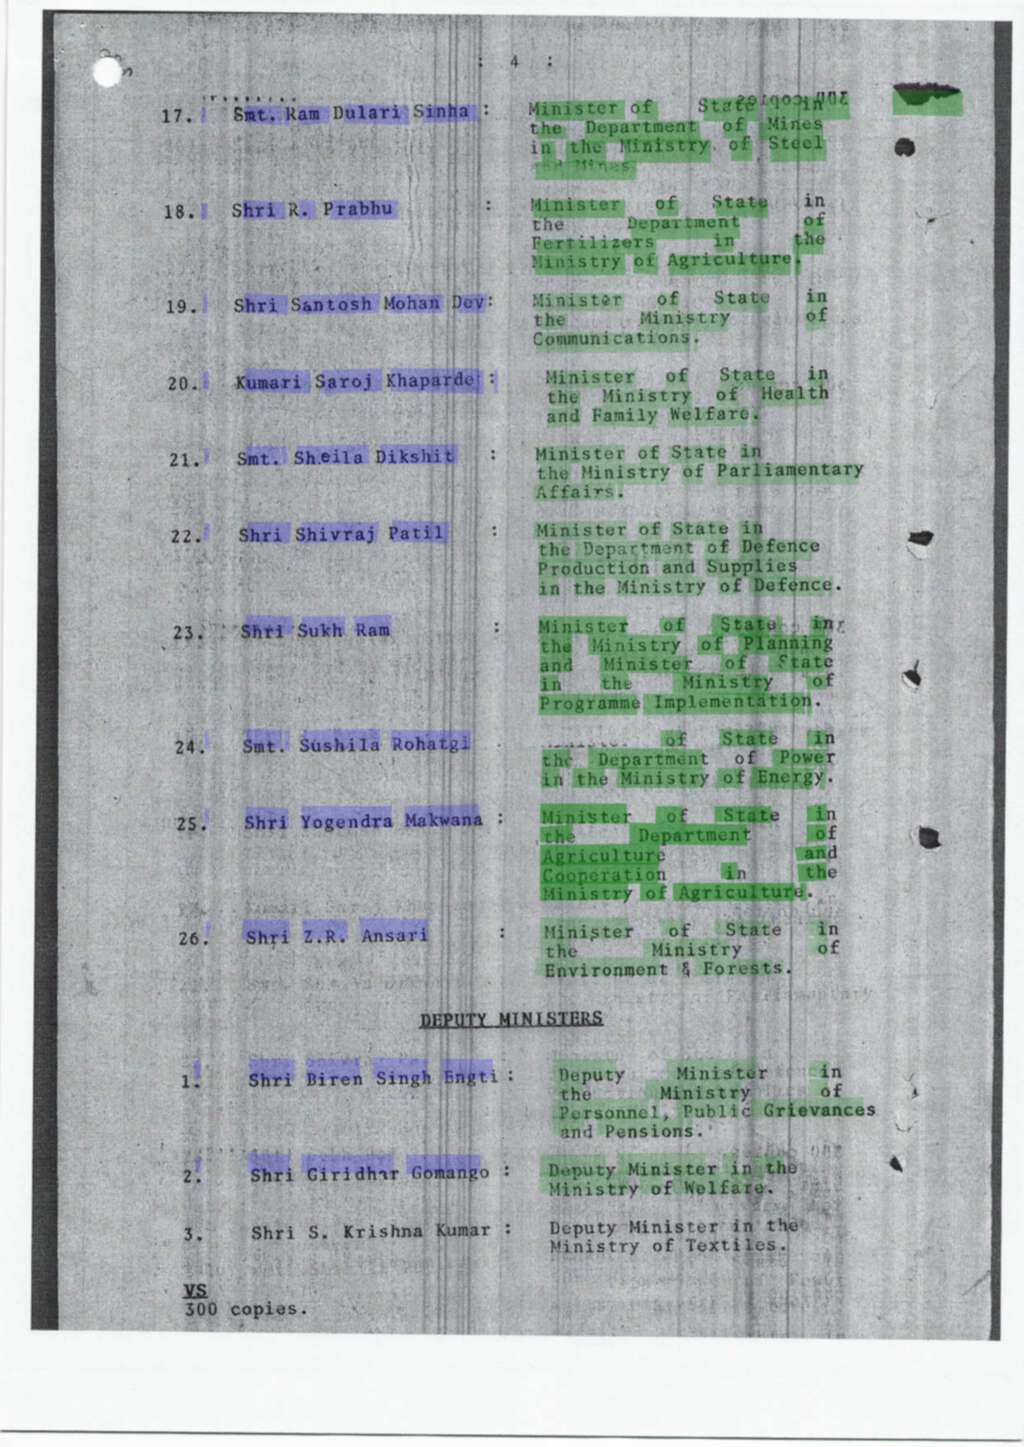 : 4 :
17. Smt. Ram Dulari Sinha : Minister of State in
the Department of Mines
in the Ministry of Steel
and Mines
18. Shri R. Prabhu : Minister of State in
the Department of
Fertilizers in the
Ministry of Agriculture.
19. Shri Santosh Mohan Dev: Minister of State in
the Ministry of
Communications.
20. Kumari Saroj Khaparde : Minister of State in
the Ministry of Health
and Family Welfare.
21. Smt. Sheila Dikshit : Minister of State in
the Ministry of Parliamentary
Affairs.
22. Shri Shivraj Patil : Minister of State in
the Department of Defence
Production and Supplies
in the Ministry of Defence.
23. Shri Sukh Ram : Minister of State in
the Ministry of Planning
and Minister of State
in the Ministry of
Programme Implementation.
24. Smt. Sushila Rohatgi Minister of State in
the Department of Power
in the Ministry of Energy.
25. Shri Yogendra Makwana : Minister of State in
the Department of
Agriculture and
Cooperation in the
Ministry of Agriculture.
26. Shri Z.R. Ansari : Minister of State in
the Ministry of
Environment & Forests.
DEPUTY MINISTERS
1. Shri Biren Singh Engti : Deputy Minister in
the Ministry of
Personnel, Public Grievances
and Pensions.
2. Shri Giridhar Gomango : Deputy Minister in the
Ministry of Welfare.
3. Shri S. Krishna Kumar : Deputy Minister in the
Ministry of Textiles.
VS
300 copies.